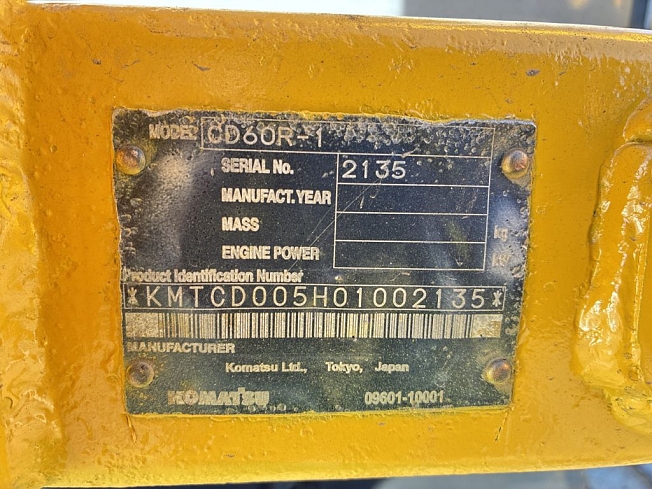 MODEL CD60R-1
SERIAL No. 2135
MANUFACT.YEAR
MASS kg
ENGINE POWER kW
Product Identification Number
*KMTCD005H01002135*
MANUFACTURER
Komatsu Ltd., Tokyo, Japan
KOMATSU 09601-10001